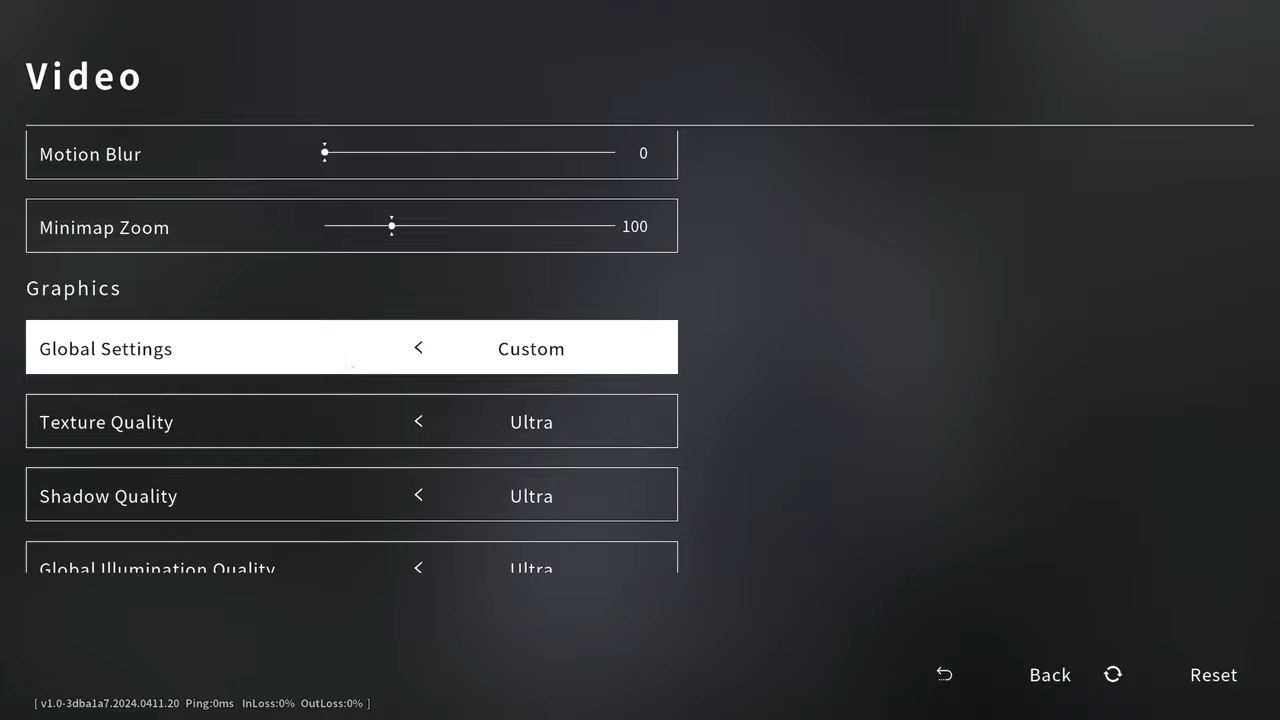 Video
Motion Blur 0
Minimap Zoom 100
Graphics
Global Settings < Custom
Texture Quality < Ultra
Shadow Quality < Ultra
Global Illumination Quality < Ultra
Back Reset
[ v1.0-3dba1a7.2024.0411.20 Ping:0ms InLoss:0% OutLoss:0% ]